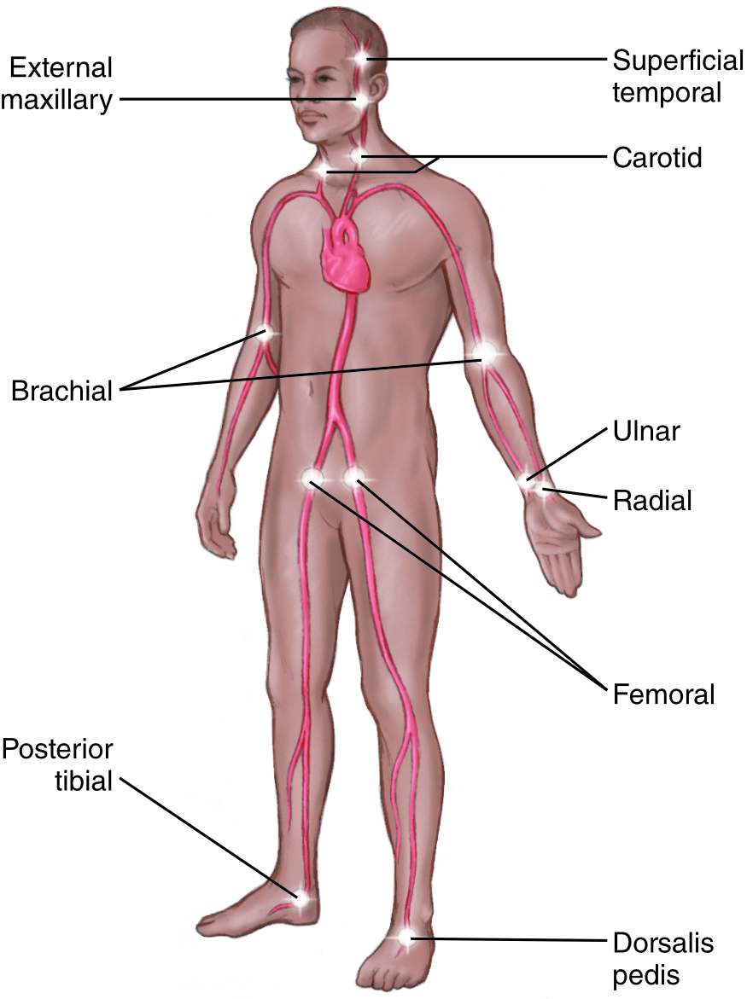 External
maxillary
Superficial
temporal
Carotid
Brachial
Ulnar
Radial
Femoral
Posterior
tibial
Dorsalis
pedis